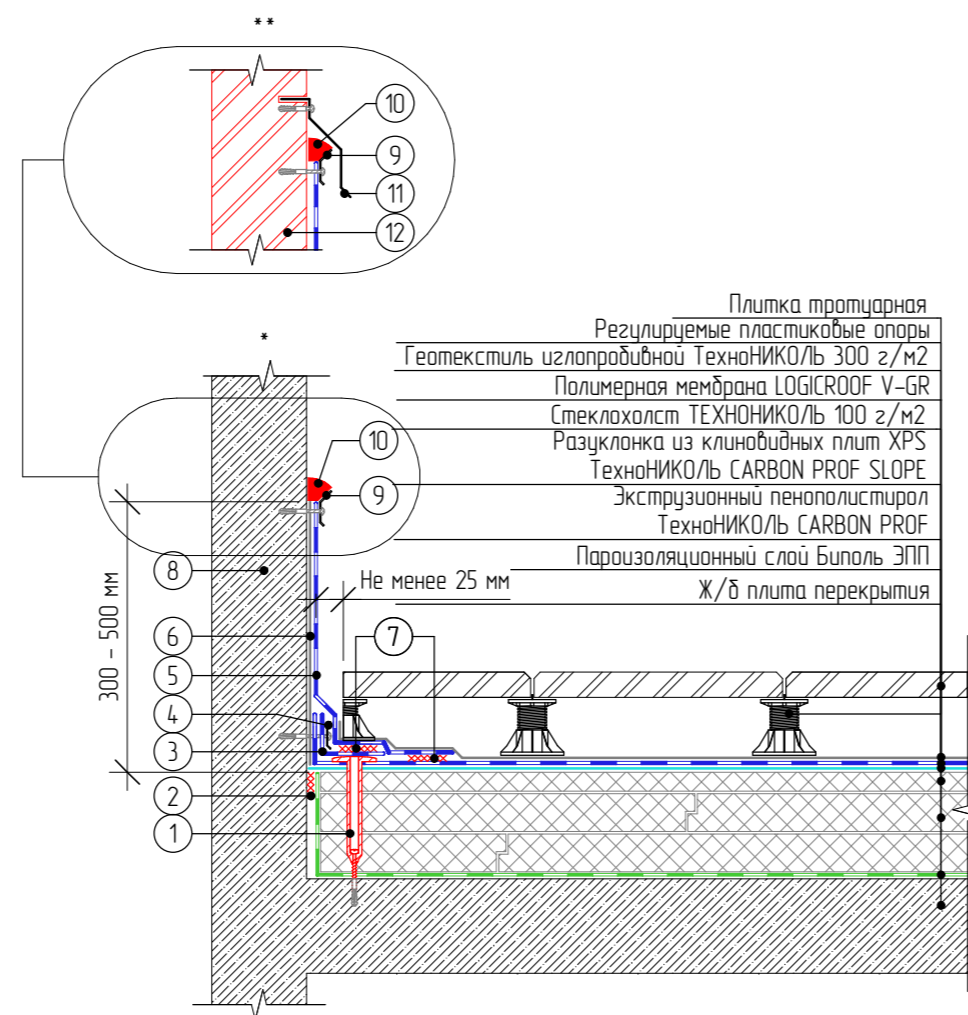 **
10
9
11
12
*
Плитка тротуарная
Регулируемые пластиковые опоры
Геотекстиль иглопробивной ТехноНИКОЛЬ 300 г/м2
Полимерная мембрана LOGICROOF V-GR
Стеклохолст ТЕХНОНИКОЛЬ 100 г/м2
Разуклонка из клиновидных плит XPS
ТехноНИКОЛЬ CARBON PROF SLOPE
Экструзионный пенополистирол
ТехноНИКОЛЬ CARBON PROF
Пароизоляционный слой Биполь ЭПП
Ж/б плита перекрытия
10
9
8
Не менее 25 мм
300 - 500 мм
6
7
5
4
3
2
1